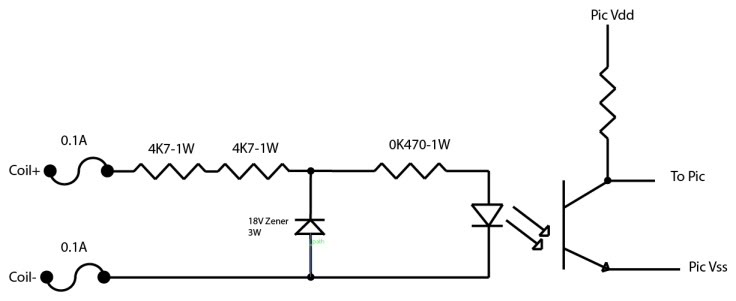 Pic Vdd
0.1A
4K7-1W
4K7-1W
0K470-1W
Coil+
To Pic
18V Zener
3W
path
0.1A
Coil-
Pic Vss